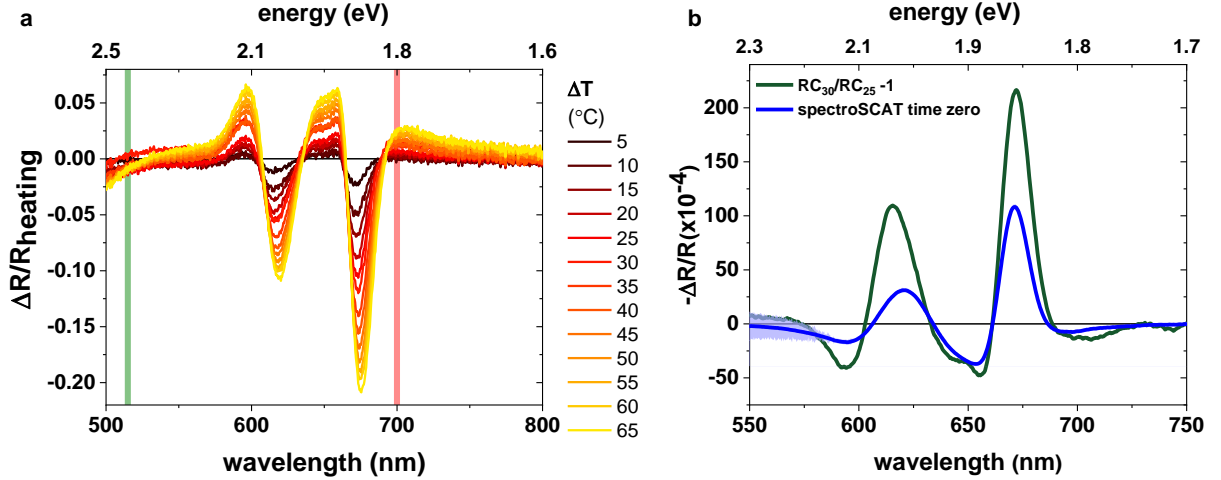 a
energy (eV)
2.5 2.1 1.8 1.6
0.05
0.00
-0.05
-0.10
-0.15
-0.20
ΔR/Rheating
500 600 700 800
wavelength (nm)
ΔT
(°C)
5
10
15
20
25
30
35
40
45
50
55
60
65
b
energy (eV)
2.3 2.1 1.9 1.8 1.7
RC30/RC25 -1
spectroSCAT time zero
200
150
100
50
0
-50
-ΔR/R(x10-4)
550 600 650 700 750
wavelength (nm)